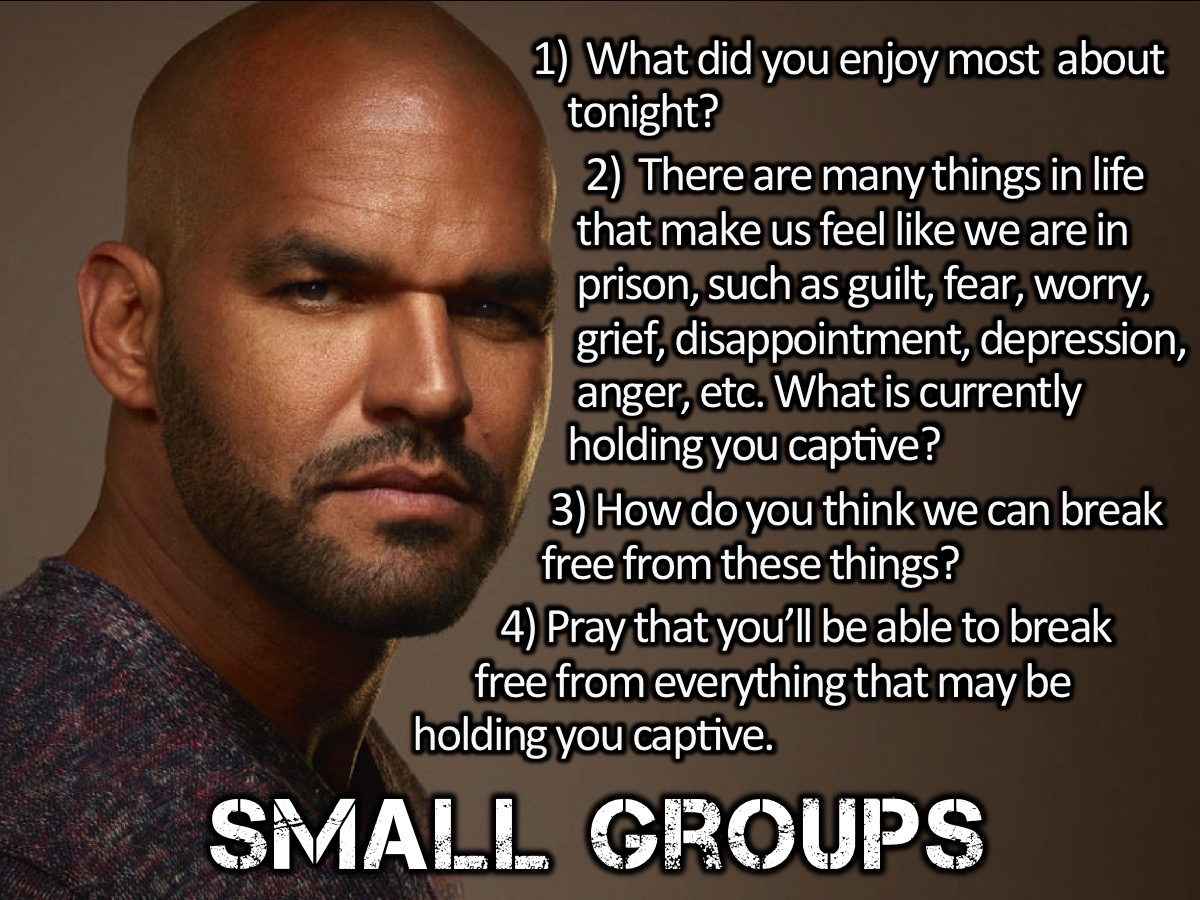 1) What did you enjoy most about
tonight?
2) There are many things in life
that make us feel like we are in
prison, such as guilt, fear, worry,
grief, disappointment, depression,
anger, etc. What is currently
holding you captive?
3) How do you think we can break
free from these things?
4) Pray that you’ll be able to break
free from everything that may be
holding you captive.
SMALL GROUPS